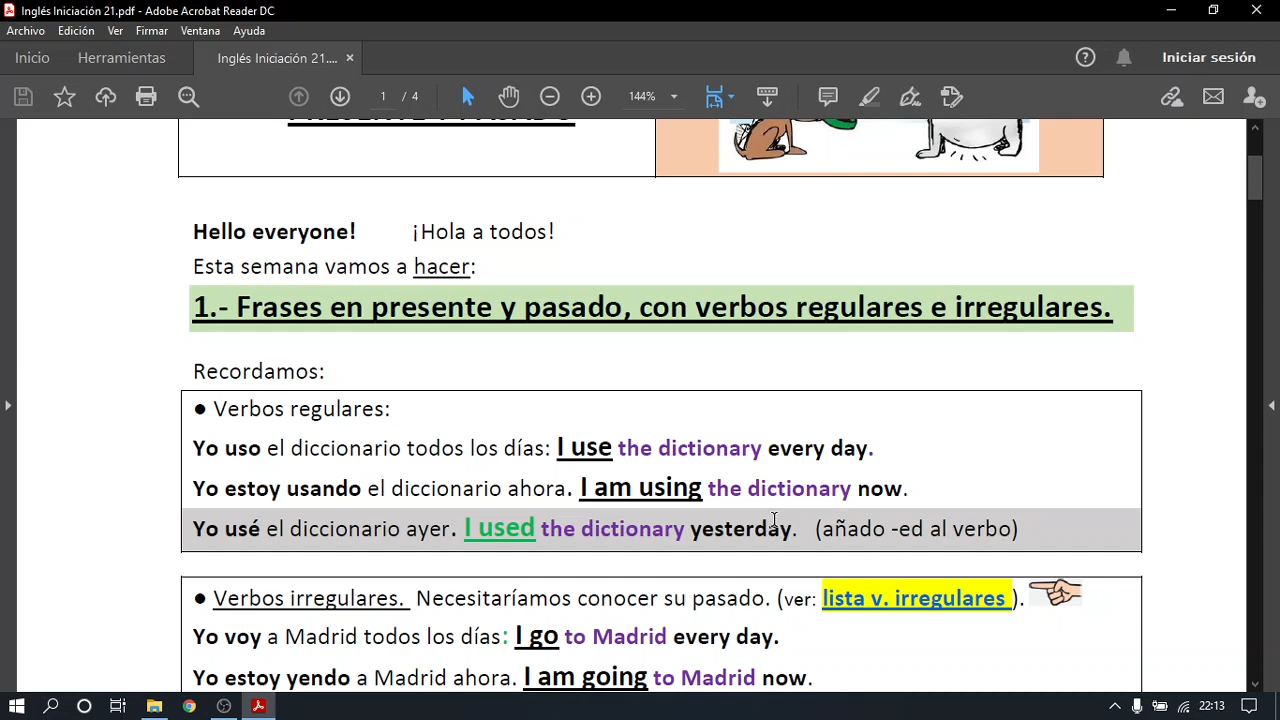 Inglés Iniciación 21.pdf - Adobe Acrobat Reader DC
Archivo Edición Ver Firmar Ventana Ayuda
Inicio Herramientas Inglés Iniciación 21.... × Iniciar sesión
1 / 4 144%
PRESENTE Y PASADO
Hello everyone! ¡Hola a todos!
Esta semana vamos a hacer:
1.- Frases en presente y pasado, con verbos regulares e irregulares.
Recordamos:
● Verbos regulares:
Yo uso el diccionario todos los días: I use the dictionary every day.
Yo estoy usando el diccionario ahora. I am using the dictionary now.
Yo usé el diccionario ayer. I used the dictionary yesterday. (añado -ed al verbo)
● Verbos irregulares. Necesitaríamos conocer su pasado. (ver: lista v. irregulares ).
Yo voy a Madrid todos los días: I go to Madrid every day.
Yo estoy yendo a Madrid ahora. I am going to Madrid now.
22:13